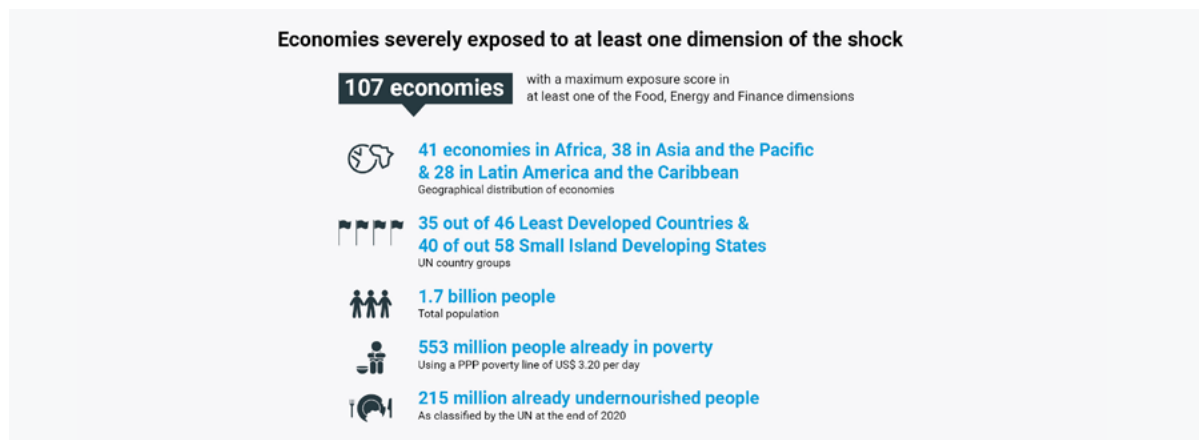 Economies severely exposed to at least one dimension of the shock
107 economies
with a maximum exposure score in
at least one of the Food, Energy and Finance dimensions
41 economies in Africa, 38 in Asia and the Pacific
& 28 in Latin America and the Caribbean
Geographical distribution of economies
35 out of 46 Least Developed Countries &
40 of out 58 Small Island Developing States
UN country groups
1.7 billion people
Total population
553 million people already in poverty
Using a PPP poverty line of US$ 3.20 per day
215 million already undernourished people
As classified by the UN at the end of 2020